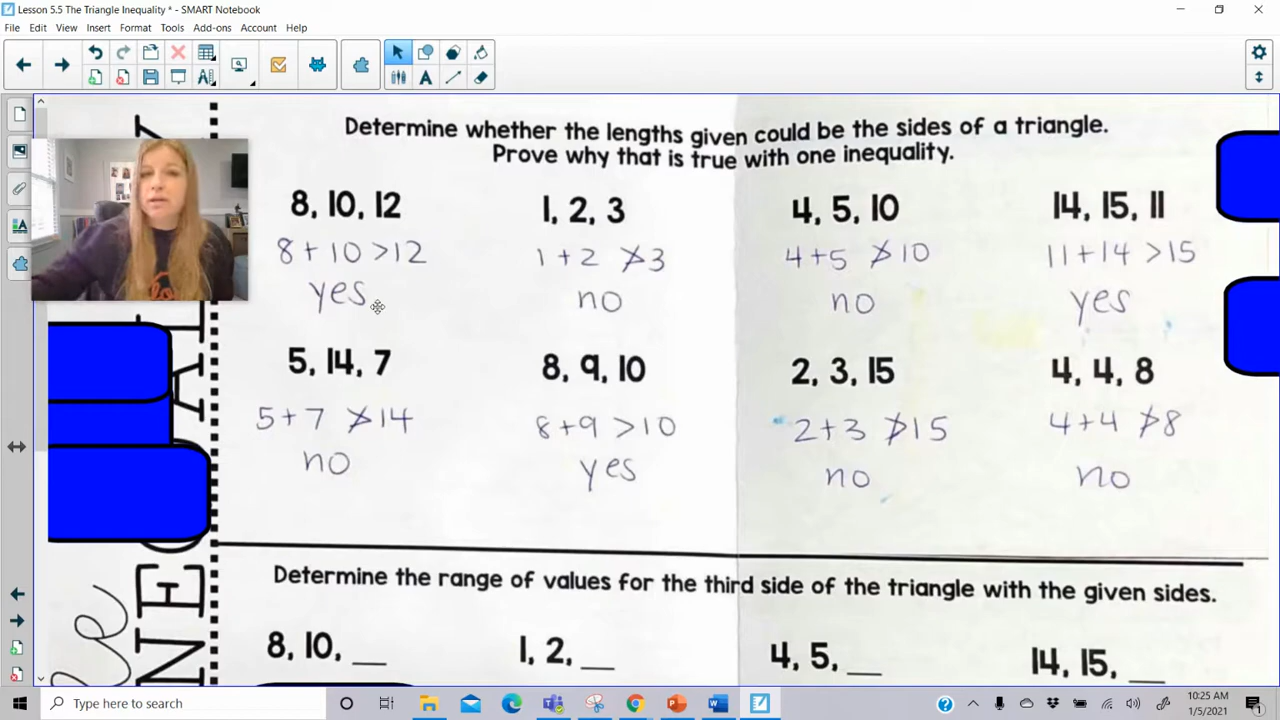 Lesson 5.5 The Triangle Inequality * - SMART Notebook
File Edit View Insert Format Tools Add-ons Account Help
Determine whether the lengths given could be the sides of a triangle.
Prove why that is true with one inequality.
8, 10, 12 1, 2, 3 4, 5, 10 14, 15, 11
8 + 10 > 12 1 + 2 ≯ 3 4 + 5 ≯ 10 11 + 14 > 15
yes no no yes
5, 14, 7 8, 9, 10 2, 3, 15 4, 4, 8
5 + 7 ≯ 14 8 + 9 > 10 2 + 3 ≯ 15 4 + 4 ≯ 8
no yes no no
Determine the range of values for the third side of the triangle with the given sides.
8, 10, __ 1, 2, __ 4, 5, __ 14, 15, __
Type here to search
10:25 AM
1/5/2021